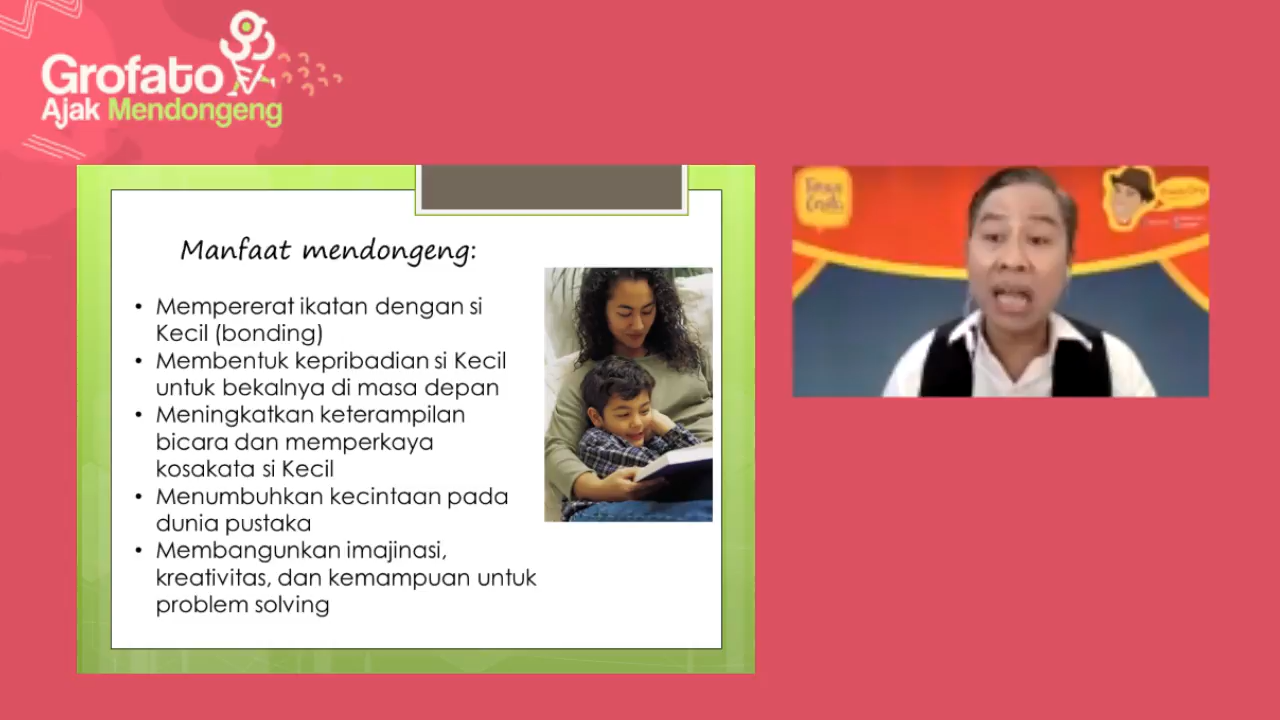 Grofato
Ajak Mendongeng
Manfaat mendongeng:
• Mempererat ikatan dengan si
Kecil (bonding)
• Membentuk kepribadian si Kecil
untuk bekalnya di masa depan
• Meningkatkan keterampilan
bicara dan memperkaya
kosakata si Kecil
• Menumbuhkan kecintaan pada
dunia pustaka
• Membangunkan imajinasi,
kreativitas, dan kemampuan untuk
problem solving